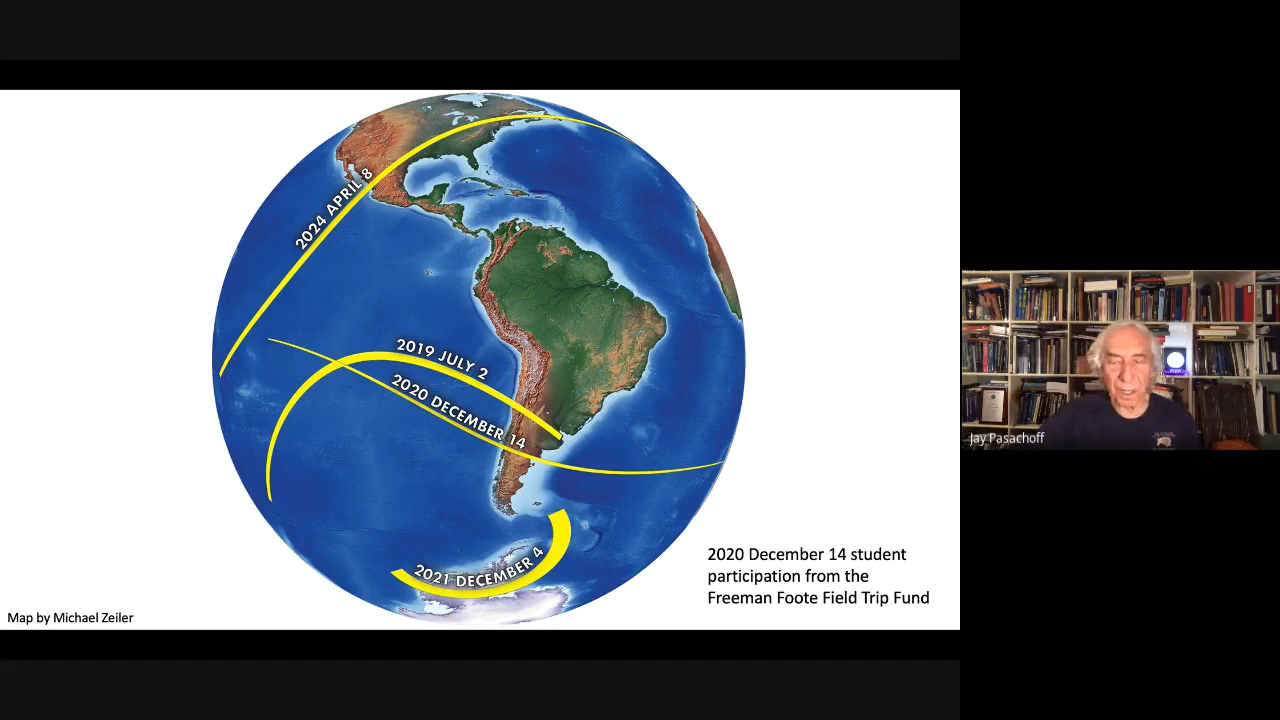 2024 APRIL 8
2019 JULY 2
2020 DECEMBER 14
2021 DECEMBER 4
2020 December 14 student
participation from the
Freeman Foote Field Trip Fund
Map by Michael Zeiler
Jay Pasachoff